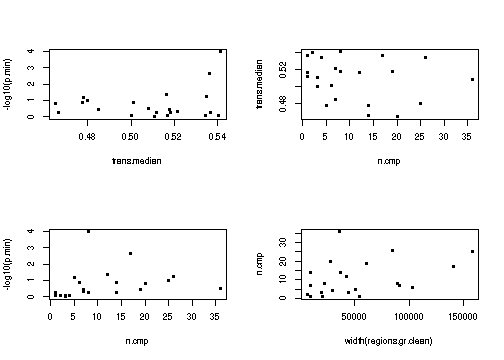 -log10(p.min)
0 1 2 3 4
0.48 0.50 0.52 0.54
trans.median
trans.median
0.48 0.52
0 5 10 15 20 25 30 35
n.cmp
-log10(p.min)
0 1 2 3 4
0 5 10 15 20 25 30 35
n.cmp
n.cmp
0 10 20 30
50000 100000 150000
width(regions.gr.clean)